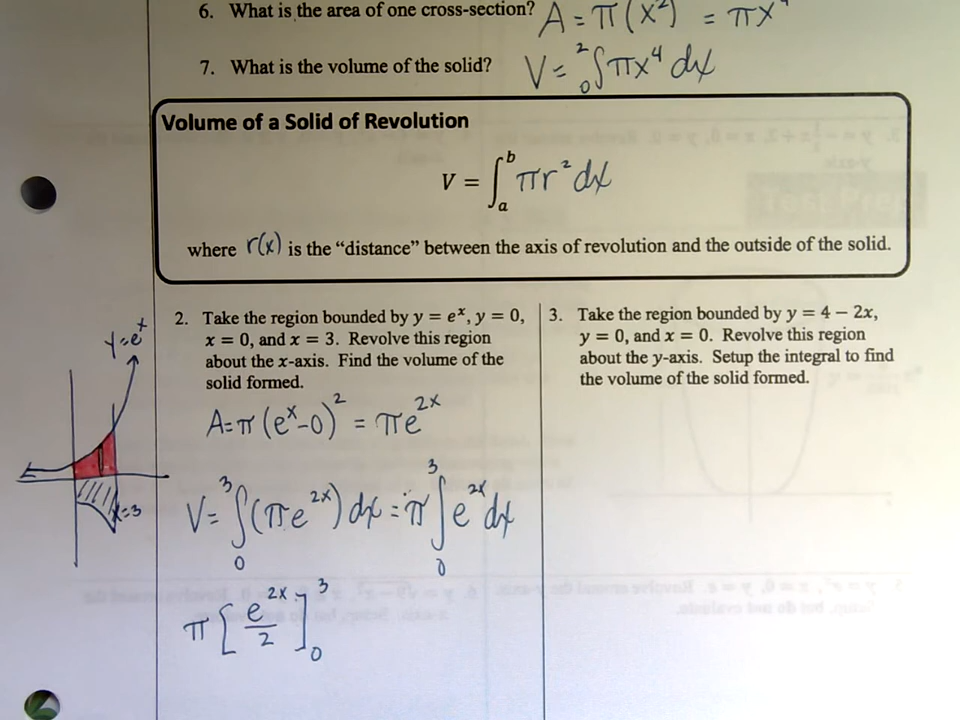 6. What is the area of one cross-section? A = π(x²) = πx⁴
7. What is the volume of the solid? V = ₀²∫πx⁴ dx
Volume of a Solid of Revolution
V = ∫ₐᵇ πr² dx
where r(x) is the “distance” between the axis of revolution and the outside of the solid.
2. Take the region bounded by y = eˣ, y = 0,
x = 0, and x = 3. Revolve this region
about the x-axis. Find the volume of the
solid formed.
y=eˣ
x=3
A=π(eˣ-0)² = πe²ˣ
V= ∫₀³(πe²ˣ) dx = π∫₀³ e²ˣ dx
π[e²ˣ/2]₀³
3. Take the region bounded by y = 4 − 2x,
y = 0, and x = 0. Revolve this region
about the y-axis. Setup the integral to find
the volume of the solid formed.